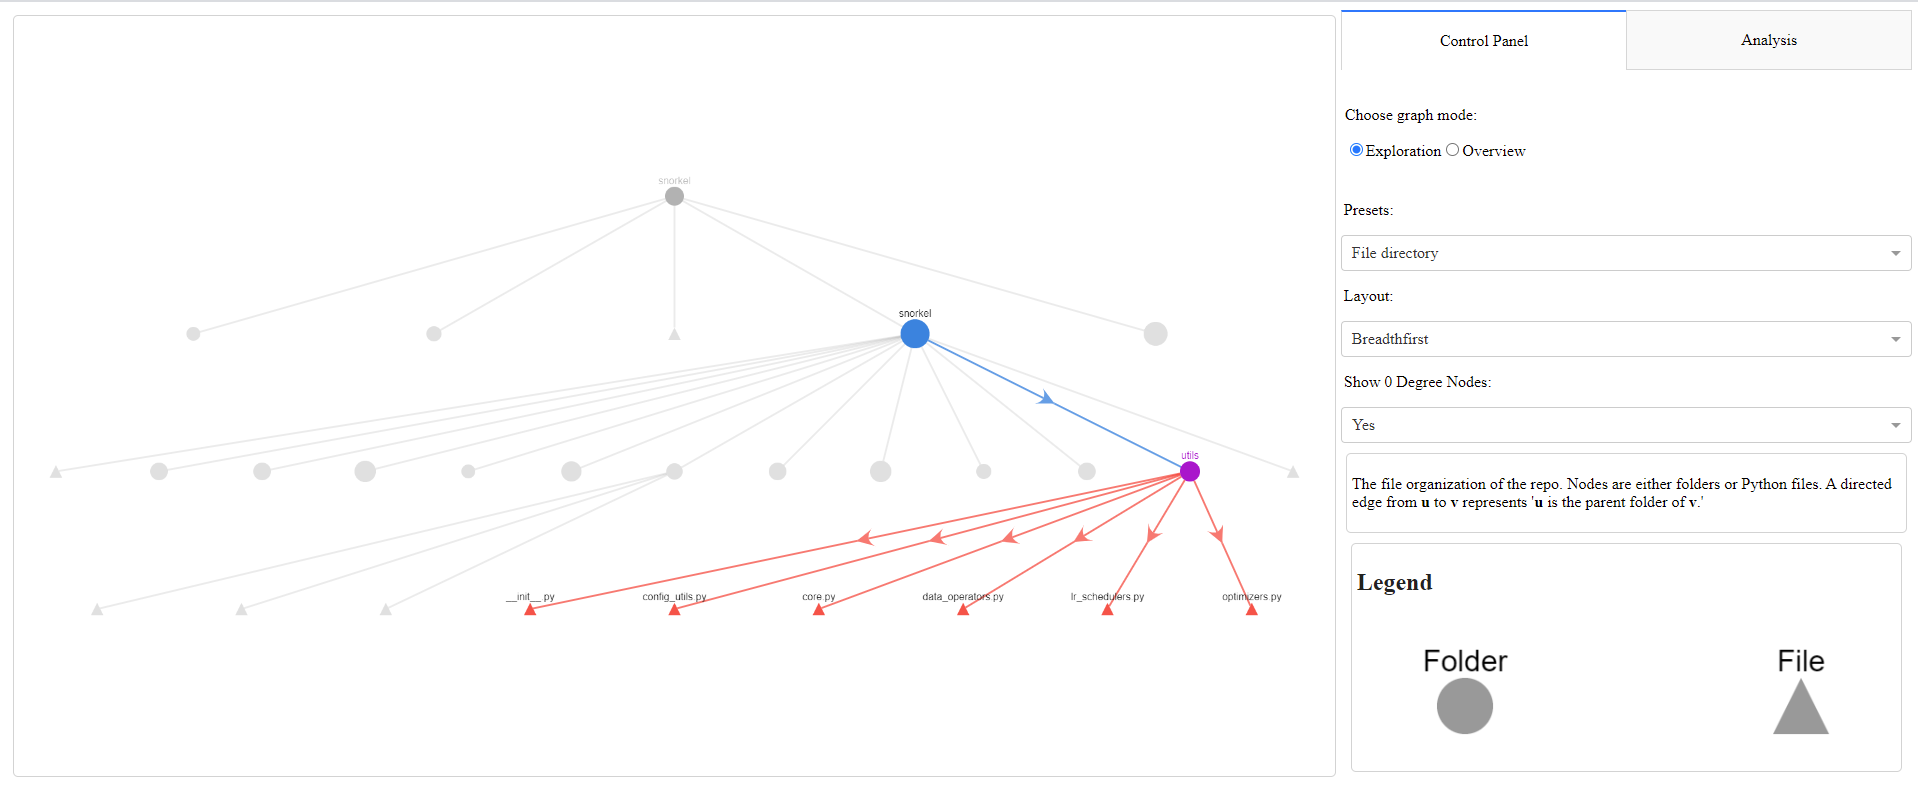 Control Panel
Analysis
Choose graph mode:
Exploration Overview
Presets:
File directory
Layout:
Breadthfirst
Show 0 Degree Nodes:
Yes
The file organization of the repo. Nodes are either folders or Python files. A directed
edge from u to v represents 'u is the parent folder of v.'
Legend
Folder
File
snorkel
snorkel
utils
__init__.py
config_utils.py
core.py
data_operators.py
lr_schedulers.py
optimizers.py